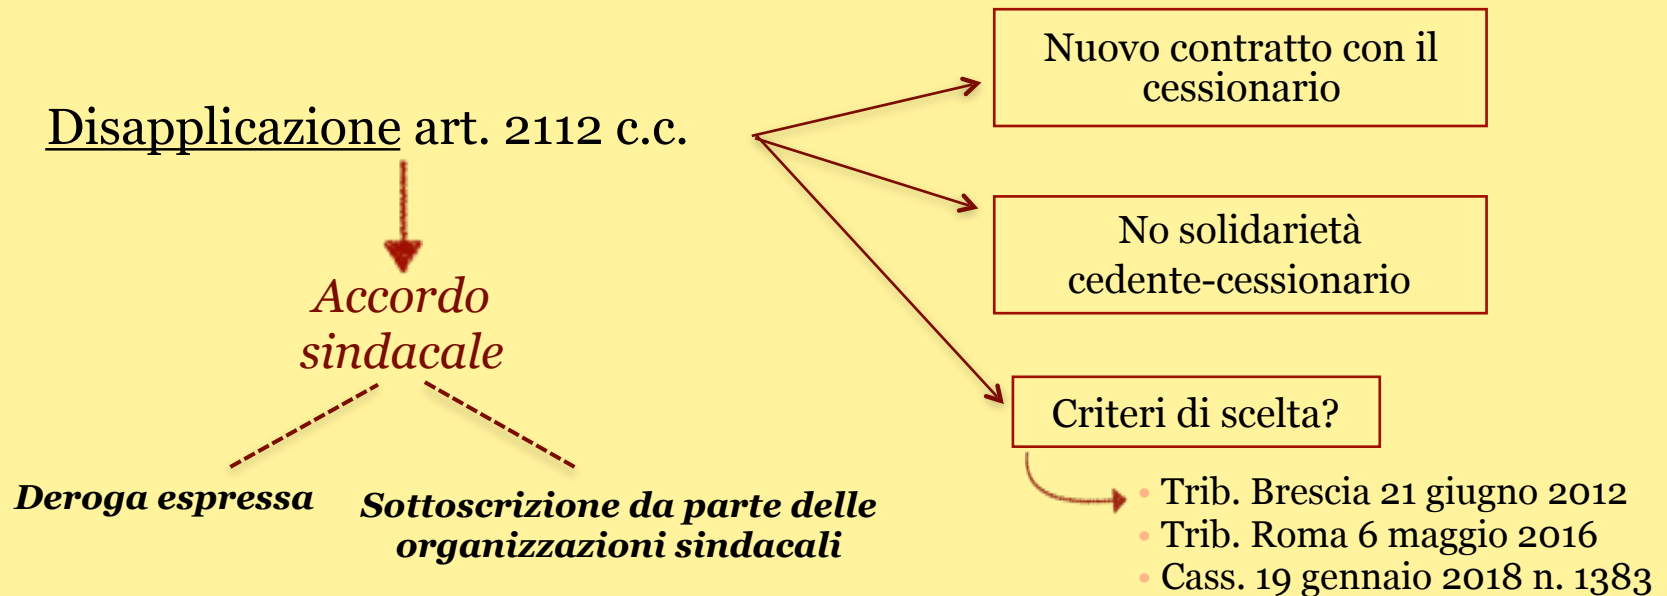 Disapplicazione art. 2112 c.c.
Accordo
sindacale
Deroga espressa
Sottoscrizione da parte delle
organizzazioni sindacali
Nuovo contratto con il
cessionario
No solidarietà
cedente-cessionario
Criteri di scelta?
• Trib. Brescia 21 giugno 2012
• Trib. Roma 6 maggio 2016
• Cass. 19 gennaio 2018 n. 1383